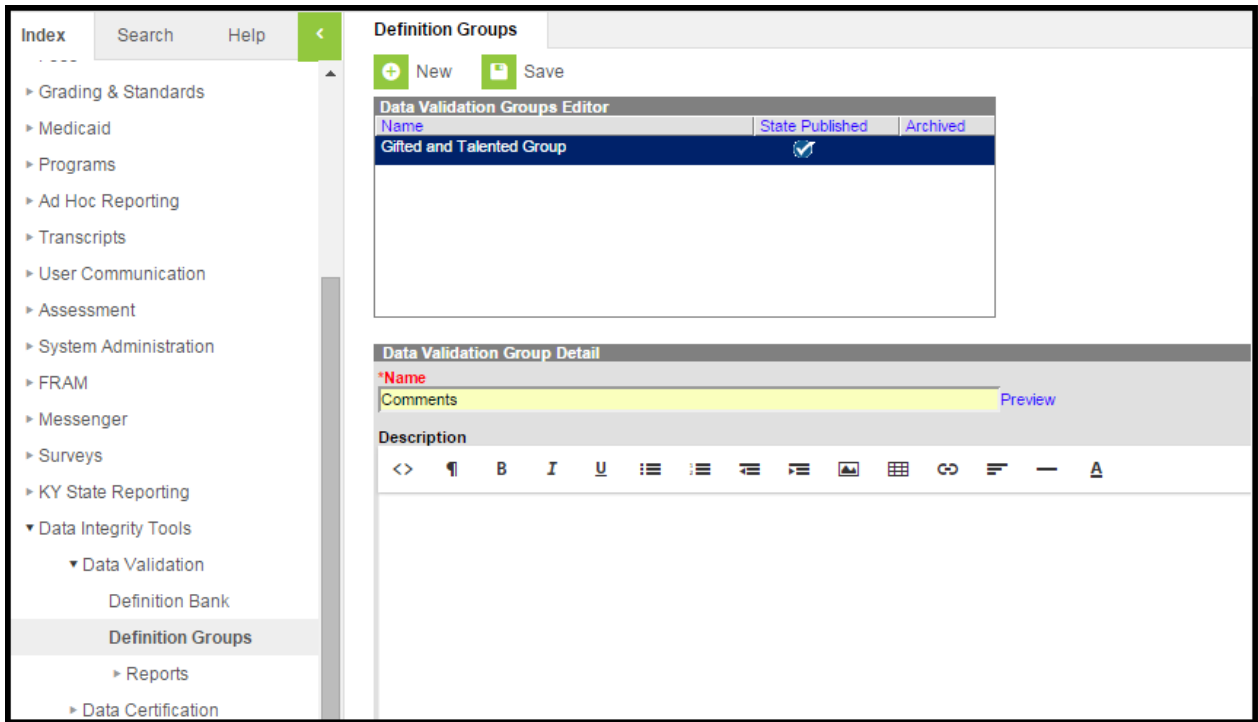 Index Search Help
Grading & Standards
Medicaid
Programs
Ad Hoc Reporting
Transcripts
User Communication
Assessment
System Administration
FRAM
Messenger
Surveys
KY State Reporting
Data Integrity Tools
Data Validation
Definition Bank
Definition Groups
Reports
Data Certification
Definition Groups
New Save
Data Validation Groups Editor
Name State Published Archived
Gifted and Talented Group
Data Validation Group Detail
*Name
Comments Preview
Description
B I U A